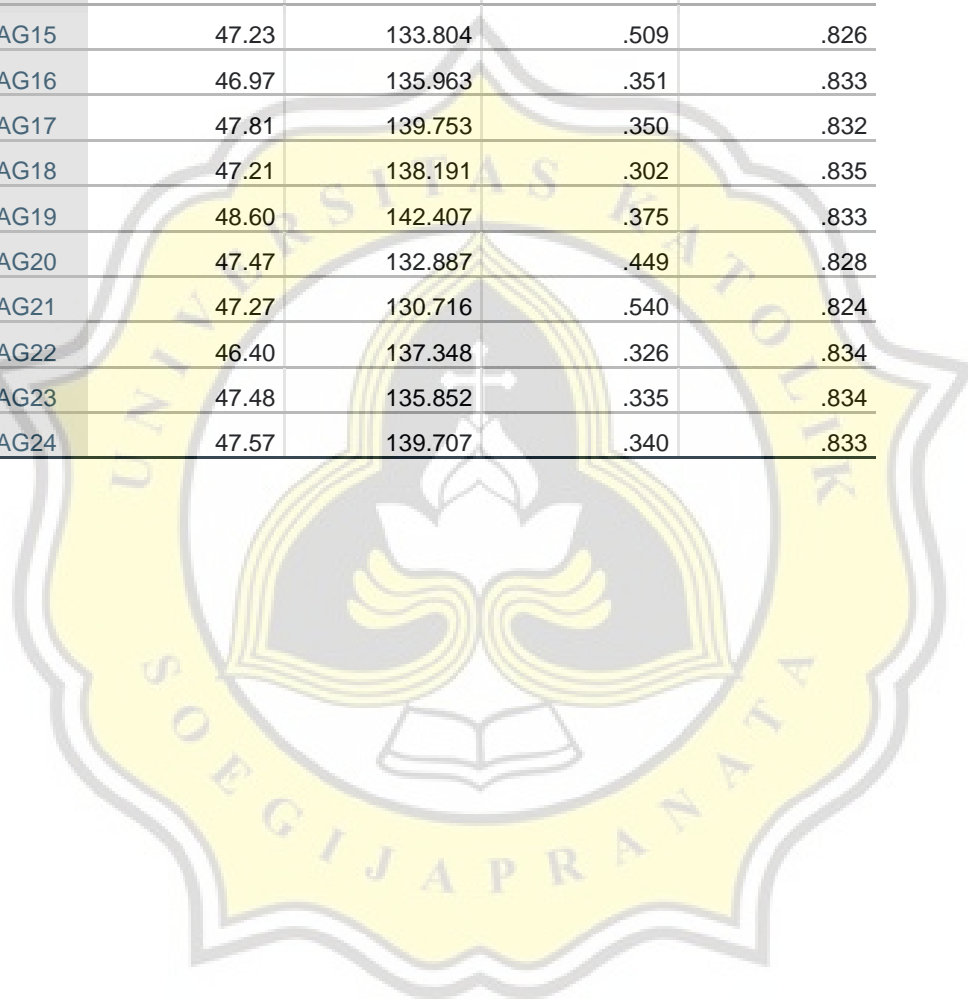 AG15 47.23 133.804 .509 .826
AG16 46.97 135.963 .351 .833
AG17 47.81 139.753 .350 .832
AG18 47.21 138.191 .302 .835
AG19 48.60 142.407 .375 .833
AG20 47.47 132.887 .449 .828
AG21 47.27 130.716 .540 .824
AG22 46.40 137.348 .326 .834
AG23 47.48 135.852 .335 .834
AG24 47.57 139.707 .340 .833
UNIVERSITAS KATOLIK
SOEGIJAPRANATA